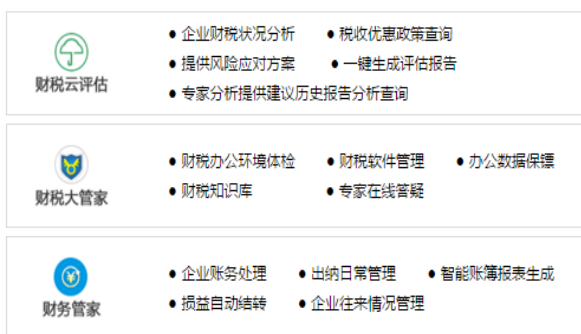 ● 企业财税状况分析 ● 税收优惠政策查询
● 提供风险应对方案 ● 一键生成评估报告
财税云评估
● 专家分析提供建议历史报告分析查询
● 财税办公环境体检 ● 财税软件管理 ● 办公数据保镖
● 财税知识库 ● 专家在线答疑
财税大管家
● 企业账务处理 ● 出纳日常管理 ● 智能账簿报表生成
● 损益自动结转 ● 企业往来情况管理
财务管家